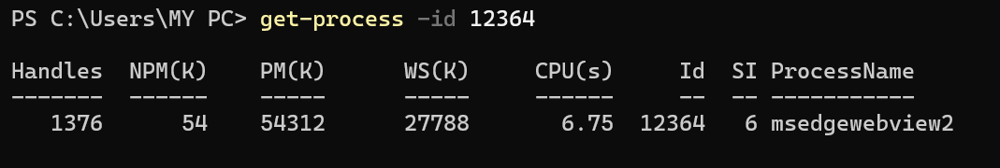 PS C:\Users\MY PC> get-process -id 12364
Handles  NPM(K)    PM(K)      WS(K)     CPU(s)     Id  SI ProcessName
-------  ------    -----      -----     ------     --  -- -----------
   1376      54    54312      27788       6.75  12364   6 msedgewebview2